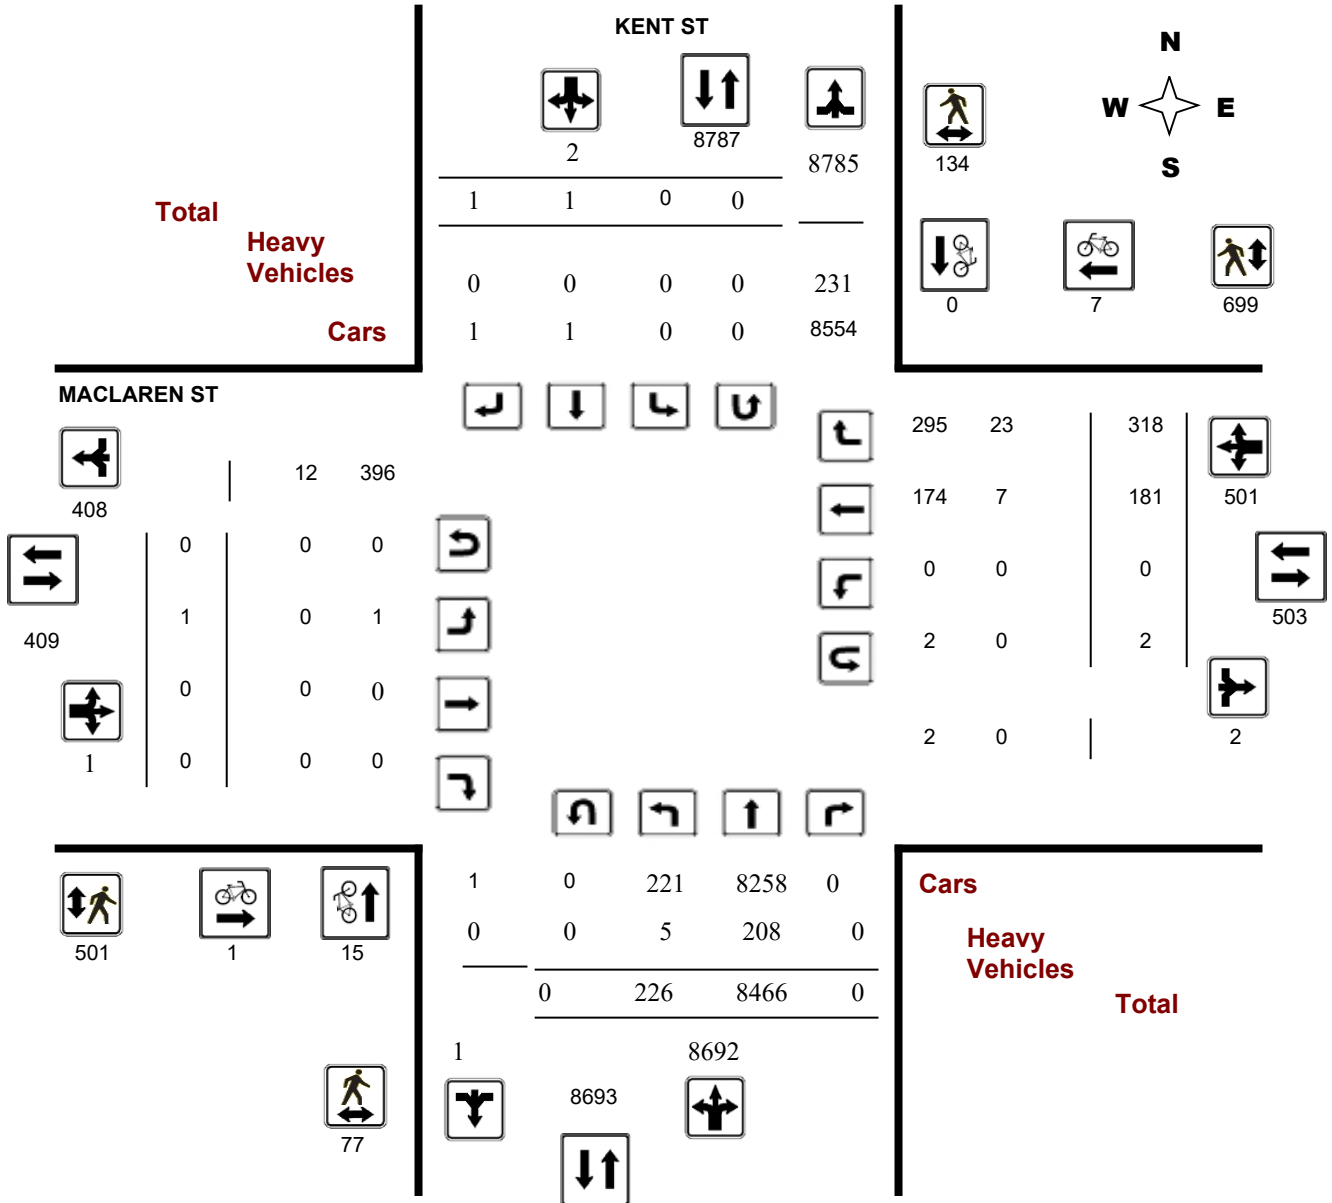 KENT ST
N
W E
S
2
8787
8785
134
Total
1 1 0 0
Heavy
Vehicles
0 0 0 0 231
0 7 699
Cars
1 1 0 0 8554
MACLAREN ST
295 23 318
12 396
408
174 7 181 501
0 0 0
0 0 0
1 0 1
503
409
2 0 2
0 0 0
2 0 2
1
0 0 0
1 0 221 8258 0
Cars
0 0 5 208 0
Heavy
Vehicles
501 1 15
0 226 8466 0
Total
1 8692
8693
77